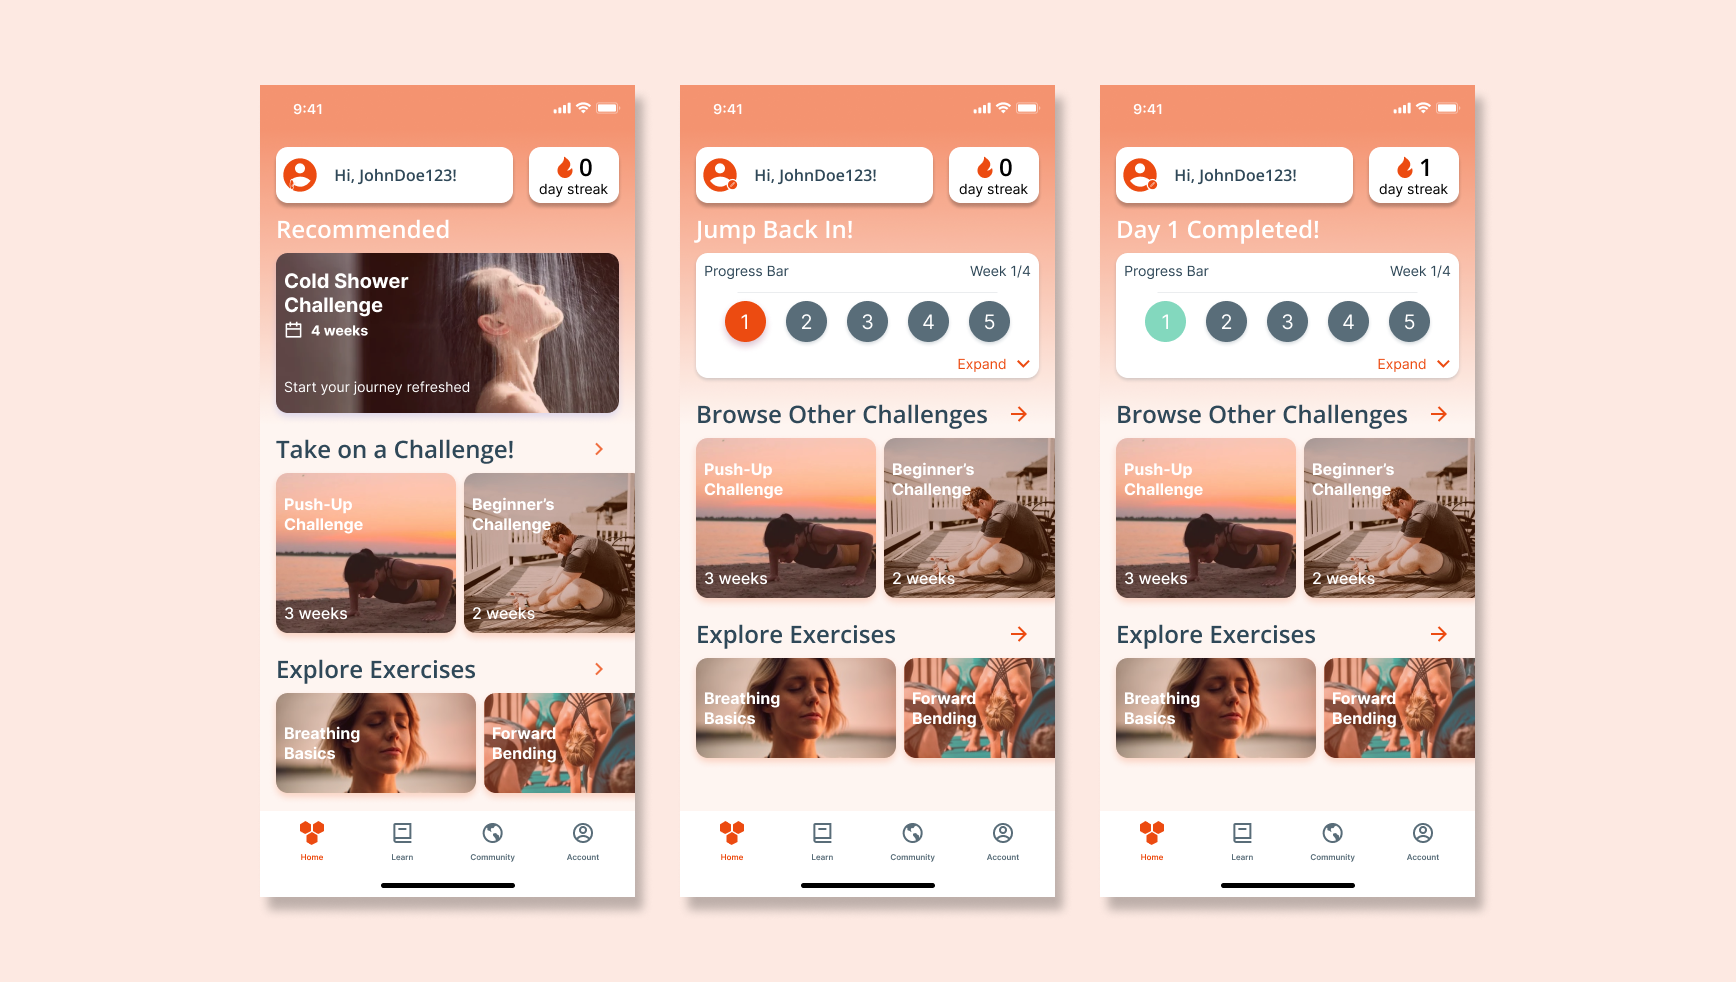 9:41
Hi, JohnDoe123!
0
day streak
Recommended
Cold Shower
Challenge
4 weeks
Start your journey refreshed
Take on a Challenge!
Push-Up
Challenge
3 weeks
Beginner's
Challenge
2 weeks
Explore Exercises
Breathing
Basics
Forward
Bending
Home
Learn
Community
Account
9:41
Hi, JohnDoe123!
0
day streak
Jump Back In!
Progress Bar
Week 1/4
1
2
3
4
5
Expand
Browse Other Challenges
Push-Up
Challenge
3 weeks
Beginner's
Challenge
2 weeks
Explore Exercises
Breathing
Basics
Forward
Bending
Home
Learn
Community
Account
9:41
Hi, JohnDoe123!
1
day streak
Day 1 Completed!
Progress Bar
Week 1/4
1
2
3
4
5
Expand
Browse Other Challenges
Push-Up
Challenge
3 weeks
Beginner's
Challenge
2 weeks
Explore Exercises
Breathing
Basics
Forward
Bending
Home
Learn
Community
Account